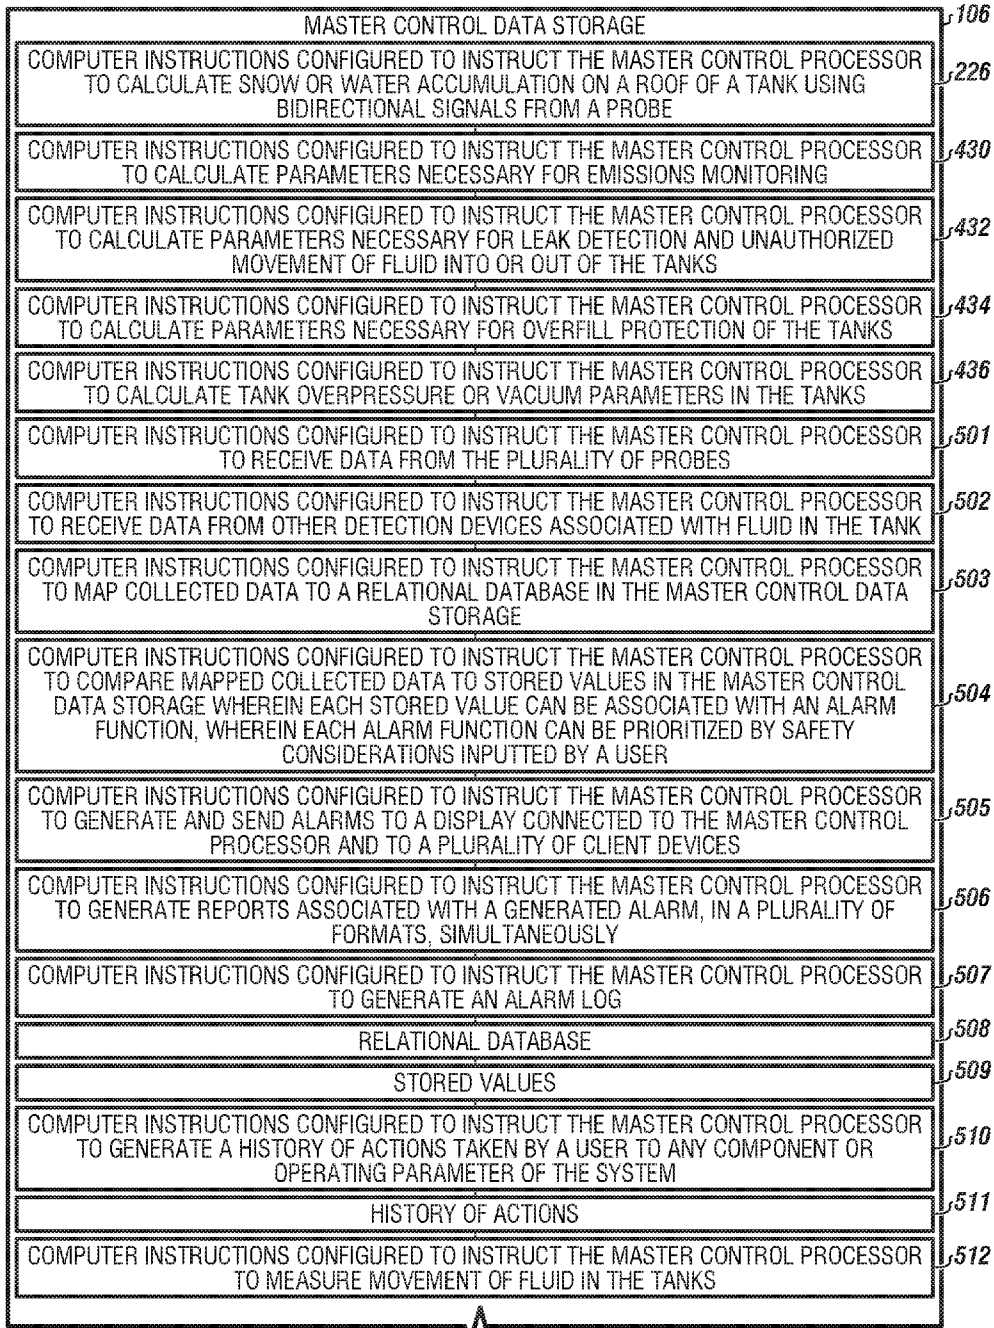 MASTER CONTROL DATA STORAGE
106
COMPUTER INSTRUCTIONS CONFIGURED TO INSTRUCT THE MASTER CONTROL PROCESSOR
TO CALCULATE SNOW OR WATER ACCUMULATION ON A ROOF OF A TANK USING
BIDIRECTIONAL SIGNALS FROM A PROBE
226
COMPUTER INSTRUCTIONS CONFIGURED TO INSTRUCT THE MASTER CONTROL PROCESSOR
TO CALCULATE PARAMETERS NECESSARY FOR EMISSIONS MONITORING
430
COMPUTER INSTRUCTIONS CONFIGURED TO INSTRUCT THE MASTER CONTROL PROCESSOR
TO CALCULATE PARAMETERS NECESSARY FOR LEAK DETECTION AND UNAUTHORIZED
MOVEMENT OF FLUID INTO OR OUT OF THE TANKS
432
COMPUTER INSTRUCTIONS CONFIGURED TO INSTRUCT THE MASTER CONTROL PROCESSOR
TO CALCULATE PARAMETERS NECESSARY FOR OVERFILL PROTECTION OF THE TANKS
434
COMPUTER INSTRUCTIONS CONFIGURED TO INSTRUCT THE MASTER CONTROL PROCESSOR
TO CALCULATE TANK OVERPRESSURE OR VACUUM PARAMETERS IN THE TANKS
436
COMPUTER INSTRUCTIONS CONFIGURED TO INSTRUCT THE MASTER CONTROL PROCESSOR
TO RECEIVE DATA FROM THE PLURALITY OF PROBES
501
COMPUTER INSTRUCTIONS CONFIGURED TO INSTRUCT THE MASTER CONTROL PROCESSOR
TO RECEIVE DATA FROM OTHER DETECTION DEVICES ASSOCIATED WITH FLUID IN THE TANK
502
COMPUTER INSTRUCTIONS CONFIGURED TO INSTRUCT THE MASTER CONTROL PROCESSOR
TO MAP COLLECTED DATA TO A RELATIONAL DATABASE IN THE MASTER CONTROL DATA
STORAGE
503
COMPUTER INSTRUCTIONS CONFIGURED TO INSTRUCT THE MASTER CONTROL PROCESSOR
TO COMPARE MAPPED COLLECTED DATA TO STORED VALUES IN THE MASTER CONTROL
DATA STORAGE WHEREIN EACH STORED VALUE CAN BE ASSOCIATED WITH AN ALARM
FUNCTION, WHEREIN EACH ALARM FUNCTION CAN BE PRIORITIZED BY SAFETY
CONSIDERATIONS INPUTTED BY A USER
504
COMPUTER INSTRUCTIONS CONFIGURED TO INSTRUCT THE MASTER CONTROL PROCESSOR
TO GENERATE AND SEND ALARMS TO A DISPLAY CONNECTED TO THE MASTER CONTROL
PROCESSOR AND TO A PLURALITY OF CLIENT DEVICES
505
COMPUTER INSTRUCTIONS CONFIGURED TO INSTRUCT THE MASTER CONTROL PROCESSOR
TO GENERATE REPORTS ASSOCIATED WITH A GENERATED ALARM, IN A PLURALITY OF
FORMATS, SIMULTANEOUSLY
506
COMPUTER INSTRUCTIONS CONFIGURED TO INSTRUCT THE MASTER CONTROL PROCESSOR
TO GENERATE AN ALARM LOG
507
RELATIONAL DATABASE
508
STORED VALUES
509
COMPUTER INSTRUCTIONS CONFIGURED TO INSTRUCT THE MASTER CONTROL PROCESSOR
TO GENERATE A HISTORY OF ACTIONS TAKEN BY A USER TO ANY COMPONENT OR
OPERATING PARAMETER OF THE SYSTEM
510
HISTORY OF ACTIONS
511
COMPUTER INSTRUCTIONS CONFIGURED TO INSTRUCT THE MASTER CONTROL PROCESSOR
TO MEASURE MOVEMENT OF FLUID IN THE TANKS
512